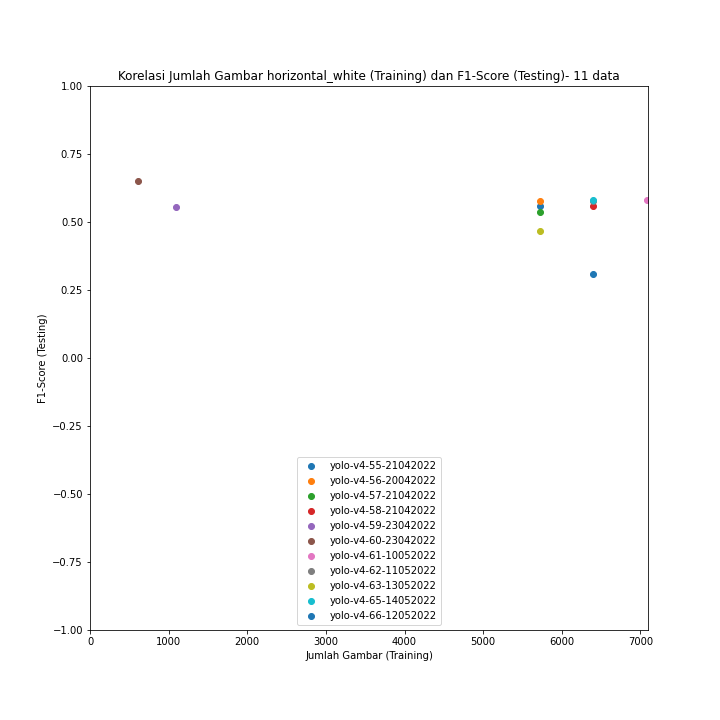 Korelasi Jumlah Gambar horizontal_white (Training) dan F1-Score (Testing)- 11 data
1.00
0.75
0.50
0.25
0.00
−0.25
−0.50
−0.75
−1.00
F1-Score (Testing)
yolo-v4-55-21042022
yolo-v4-56-20042022
yolo-v4-57-21042022
yolo-v4-58-21042022
yolo-v4-59-23042022
yolo-v4-60-23042022
yolo-v4-61-10052022
yolo-v4-62-11052022
yolo-v4-63-13052022
yolo-v4-65-14052022
yolo-v4-66-12052022
0 1000 2000 3000 4000 5000 6000 7000
Jumlah Gambar (Training)